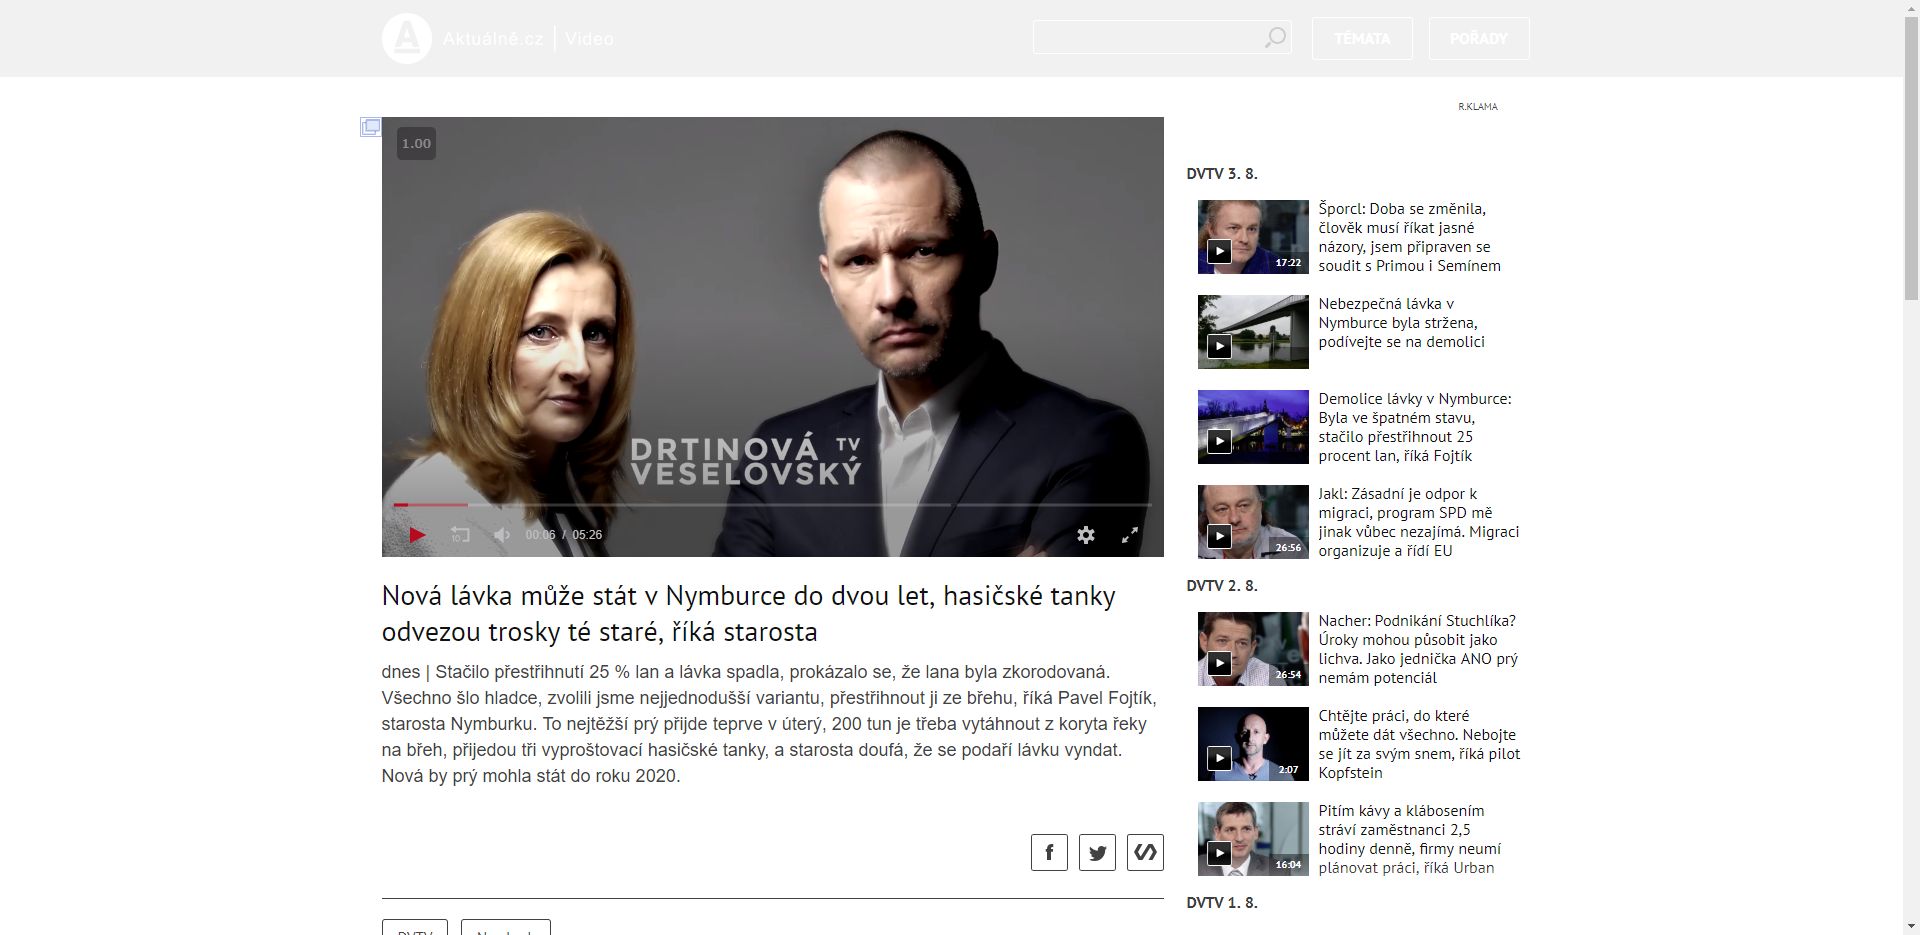 Aktuálně.cz | Video
TÉMATA
POŘADY
R.KLAMA
1.00
DRTINOVÁ TV
VESELOVSKÝ
10
00:06 / 05:26
Nová lávka může stát v Nymburce do dvou let, hasičské tanky
odvezou trosky té staré, říká starosta
dnes | Stačilo přestřihnutí 25 % lan a lávka spadla, prokázalo se, že lana byla zkorodovaná.
Všechno šlo hladce, zvolili jsme nejjednodušší variantu, přestřihnout ji ze břehu, říká Pavel Fojtík,
starosta Nymburku. To nejtěžší prý přijde teprve v úterý, 200 tun je třeba vytáhnout z koryta řeky
na břeh, přijedou tři vyprošťovací hasičské tanky, a starosta doufá, že se podaří lávku vyndat.
Nová by prý mohla stát do roku 2020.
DVTV 3. 8.
17:22
Šporcl: Doba se změnila,
člověk musí říkat jasné
názory, jsem připraven se
soudit s Primou i Semínem
Nebezpečná lávka v
Nymburce byla stržena,
podívejte se na demolici
Demolice lávky v Nymburce:
Byla ve špatném stavu,
stačilo přestřihnout 25
procent lan, říká Fojtík
26:56
Jakl: Zásadní je odpor k
migraci, program SPD mě
jinak vůbec nezajímá. Migraci
organizuje a řídí EU
DVTV 2. 8.
26:54
Nacher: Podnikání Stuchlíka?
Úroky mohou působit jako
lichva. Jako jednička ANO prý
nemám potenciál
2:07
Chtějte práci, do které
můžete dát všechno. Nebojte
se jít za svým snem, říká pilot
Kopfstein
16:04
Pitím kávy a klábosením
stráví zaměstnanci 2,5
hodiny denně, firmy neumí
plánovat práci, říká Urban
DVTV 1. 8.